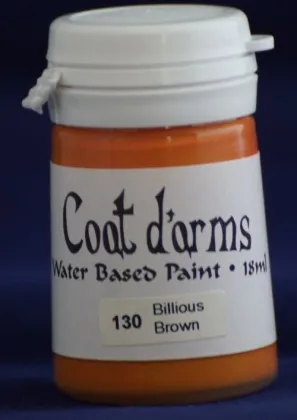 Coat d'arms
Water Based Paint • 18ml
130 Billious
Brown